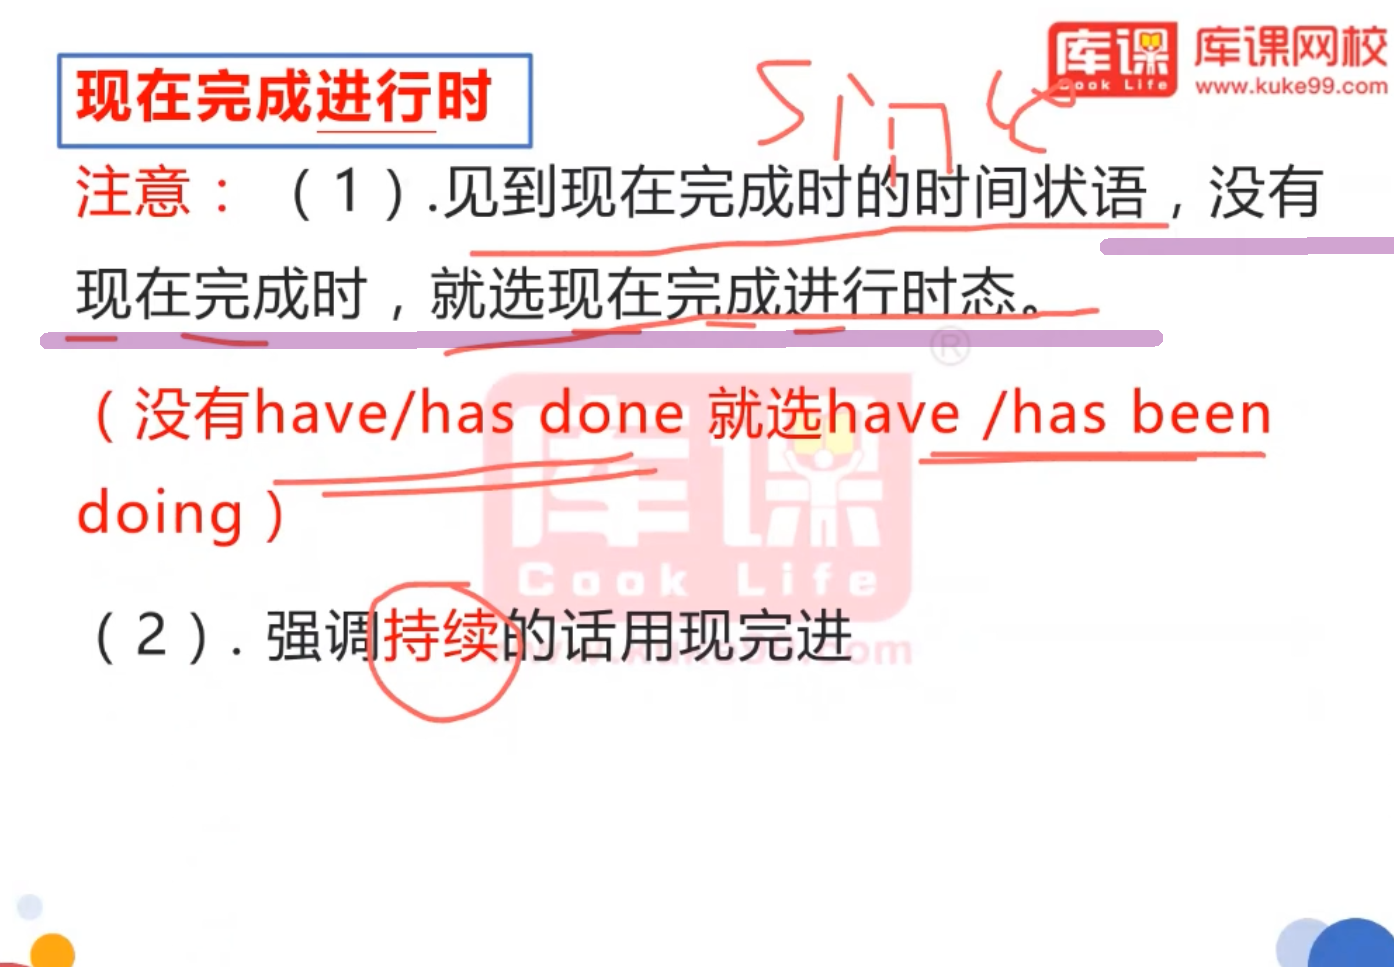 库课 库课网校
Cook Life www.kuke99.com
现在完成进行时
since
注意：（1）.见到现在完成时的时间状语，没有
现在完成时，就选现在完成进行时态。
®
（没有have/has done 就选have /has been
doing）
库课
Cook Life
（2）. 强调持续的话用现完进